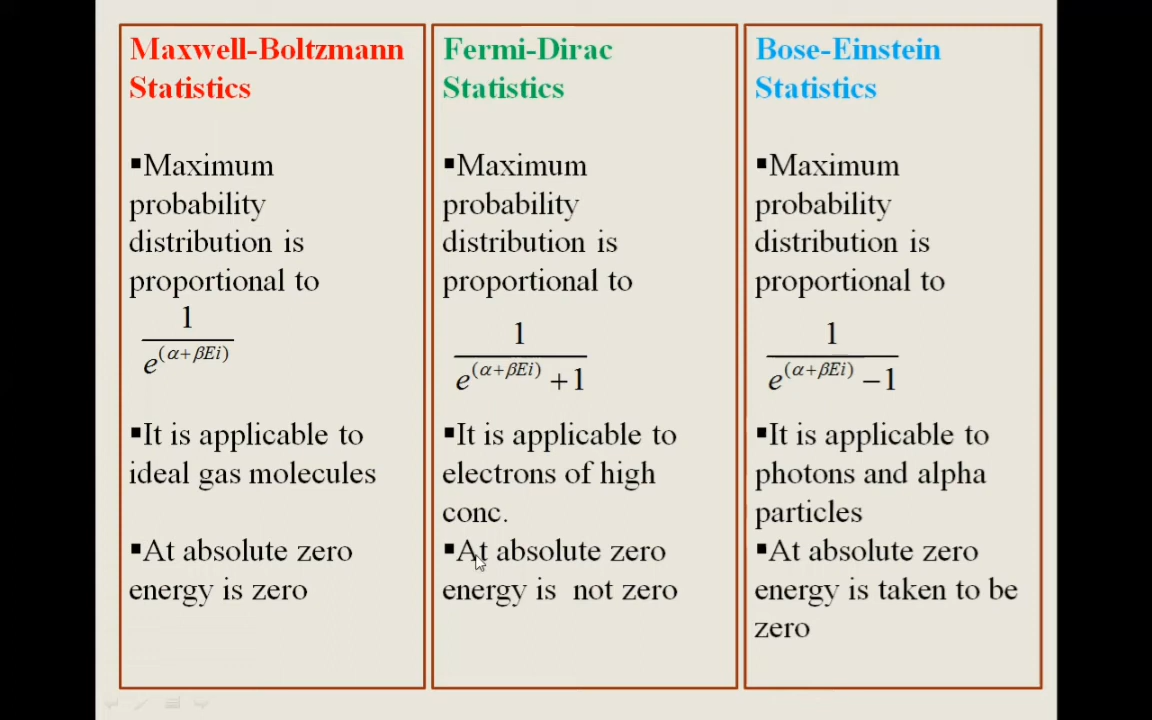 Maxwell-Boltzmann
Statistics
▪Maximum
probability
distribution is
proportional to
1
e^(α+βEi)
▪It is applicable to
ideal gas molecules
▪At absolute zero
energy is zero
Fermi-Dirac
Statistics
▪Maximum
probability
distribution is
proportional to
1
e^(α+βEi) +1
▪It is applicable to
electrons of high
conc.
▪At absolute zero
energy is not zero
Bose-Einstein
Statistics
▪Maximum
probability
distribution is
proportional to
1
e^(α+βEi) −1
▪It is applicable to
photons and alpha
particles
▪At absolute zero
energy is taken to be
zero